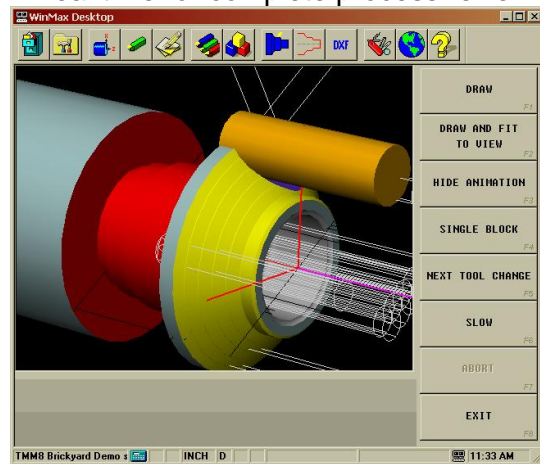 WinMax Desktop
DXF
DRAW
F1
DRAW AND FIT
TO VIEW
F2
HIDE ANIMATION
F3
SINGLE BLOCK
F4
NEXT TOOL CHANGE
F5
SLOW
F6
ABORT
F7
EXIT
F8
TMM8 Brickyard Demo
INCH D
11:33 AM